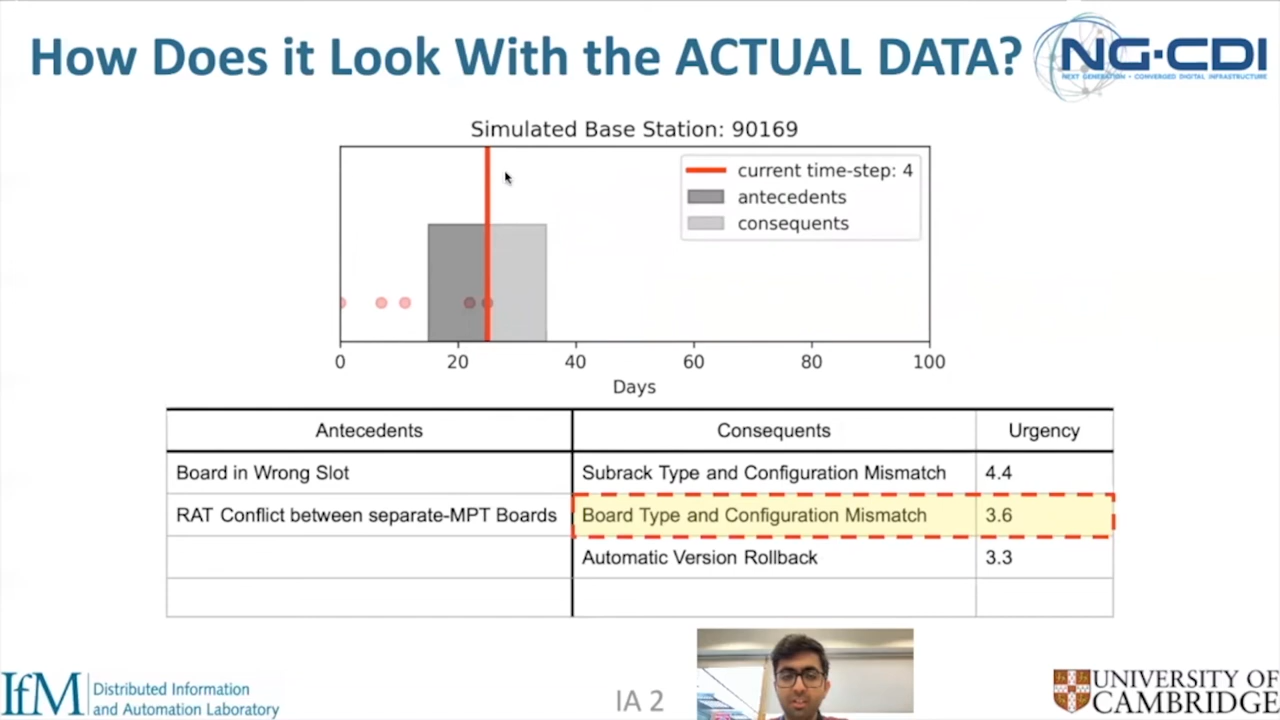 How Does it Look With the ACTUAL DATA?
NG-CDI
NEXT GENERATION • CONVERGED DIGITAL INFRASTRUCTURE
Simulated Base Station: 90169
current time-step: 4
antecedents
consequents
0 20 40 60 80 100
Days
Antecedents Consequents Urgency
Board in Wrong Slot Subrack Type and Configuration Mismatch 4.4
RAT Conflict between separate-MPT Boards Board Type and Configuration Mismatch 3.6
Automatic Version Rollback 3.3
IfM Distributed Information
and Automation Laboratory
IA 2
UNIVERSITY OF
CAMBRIDGE